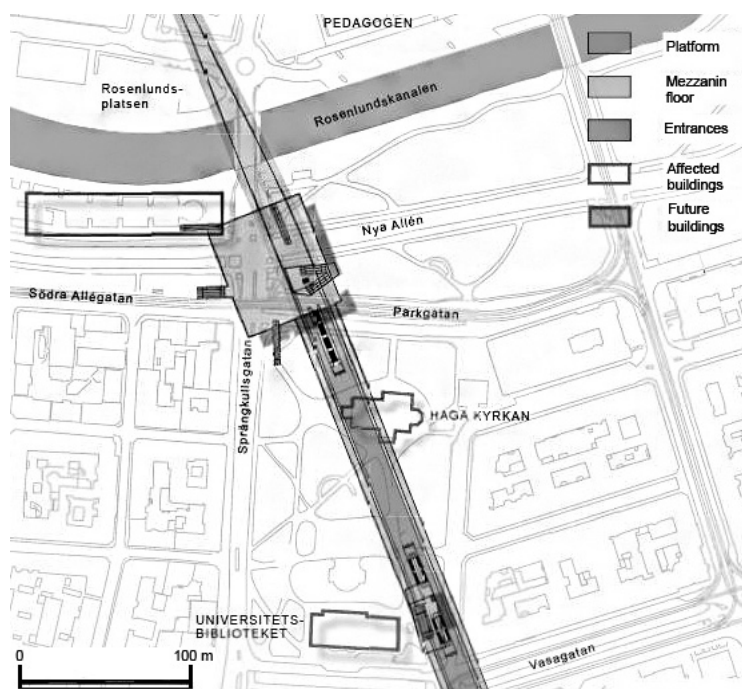 PEDAGOGEN
Rosenlunds-
platsen
Rosenlundskanalen
Platform
Mezzanin
floor
Entrances
Affected
buildings
Future
buildings
Nya Allén
Södra Allégatan
Parkgatan
Sprängkullsgatan
HAGA KYRKAN
UNIVERSITETS-
BIBLIOTEKET
Vasagatan
0
100 m